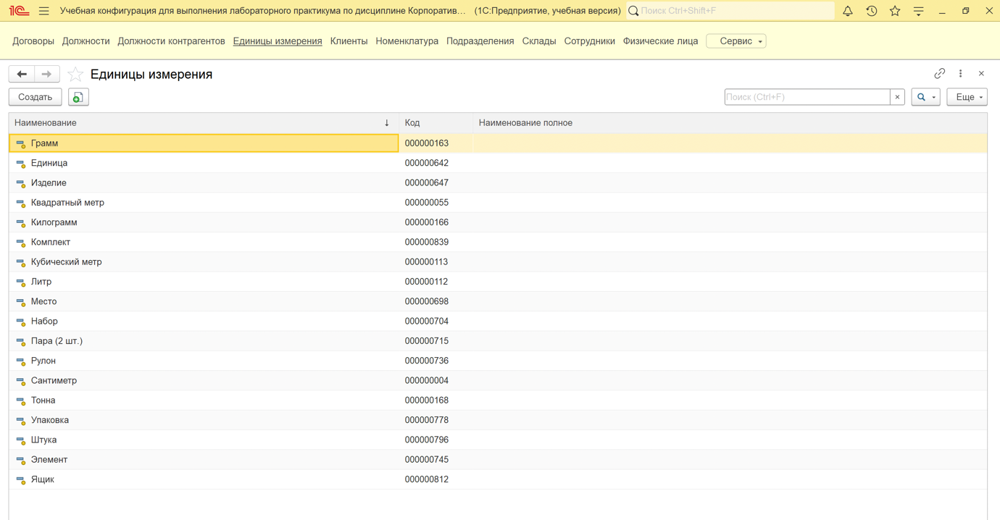 1С Учебная конфигурация для выполнения лабораторного практикума по дисциплине Корпоратив... (1С:Предприятие, учебная версия) Поиск Ctrl+Shift+F
Договоры Должности Должности контрагентов Единицы измерения Клиенты Номенклатура Подразделения Склады Сотрудники Физические лица Сервис
Единицы измерения
Создать Поиск (Ctrl+F) × Еще
Наименование ↓ Код Наименование полное
Грамм 000000163
Единица 000000642
Изделие 000000647
Квадратный метр 000000055
Килограмм 000000166
Комплект 000000839
Кубический метр 000000113
Литр 000000112
Место 000000698
Набор 000000704
Пара (2 шт.) 000000715
Рулон 000000736
Сантиметр 000000004
Тонна 000000168
Упаковка 000000778
Штука 000000796
Элемент 000000745
Ящик 000000812